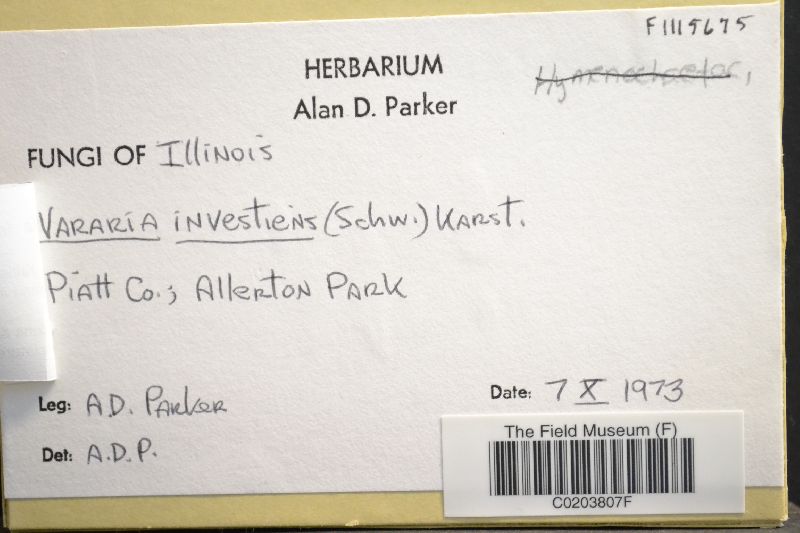 F1115675
HERBARIUM
Alan D. Parker
FUNGI OF Illinois
Vararia investiens (Schw.) Karst.
Piatt Co.; Allerton Park
Leg: A.D. Parker
Date: 7 X 1973
Det: A.D.P.
The Field Museum (F)
C0203807F